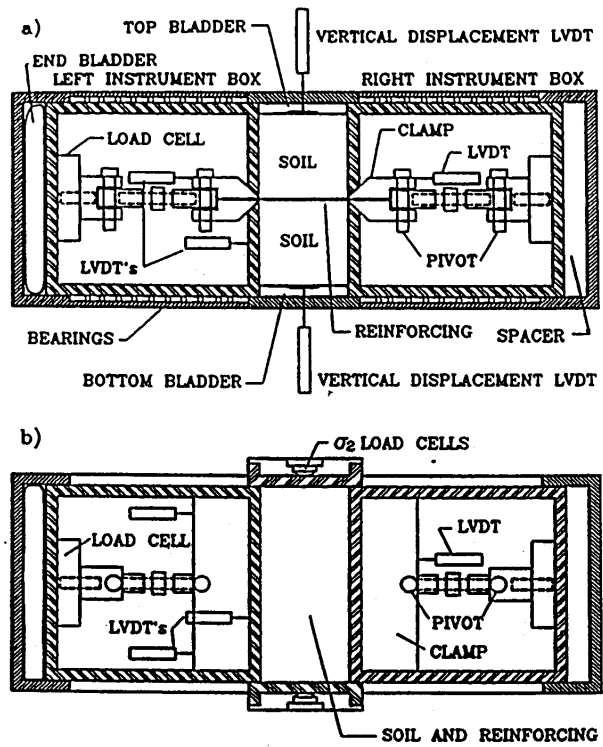 a)
TOP BLADDER
VERTICAL DISPLACEMENT LVDT
END BLADDER
LEFT INSTRUMENT BOX
RIGHT INSTRUMENT BOX
LOAD CELL
CLAMP
LVDT
SOIL
SOIL
LVDT's
PIVOT
BEARINGS
REINFORCING
SPACER
BOTTOM BLADDER
VERTICAL DISPLACEMENT LVDT
b)
σ2 LOAD CELLS
LOAD CELL
LVDT
LVDT's
PIVOT
CLAMP
SOIL AND REINFORCING